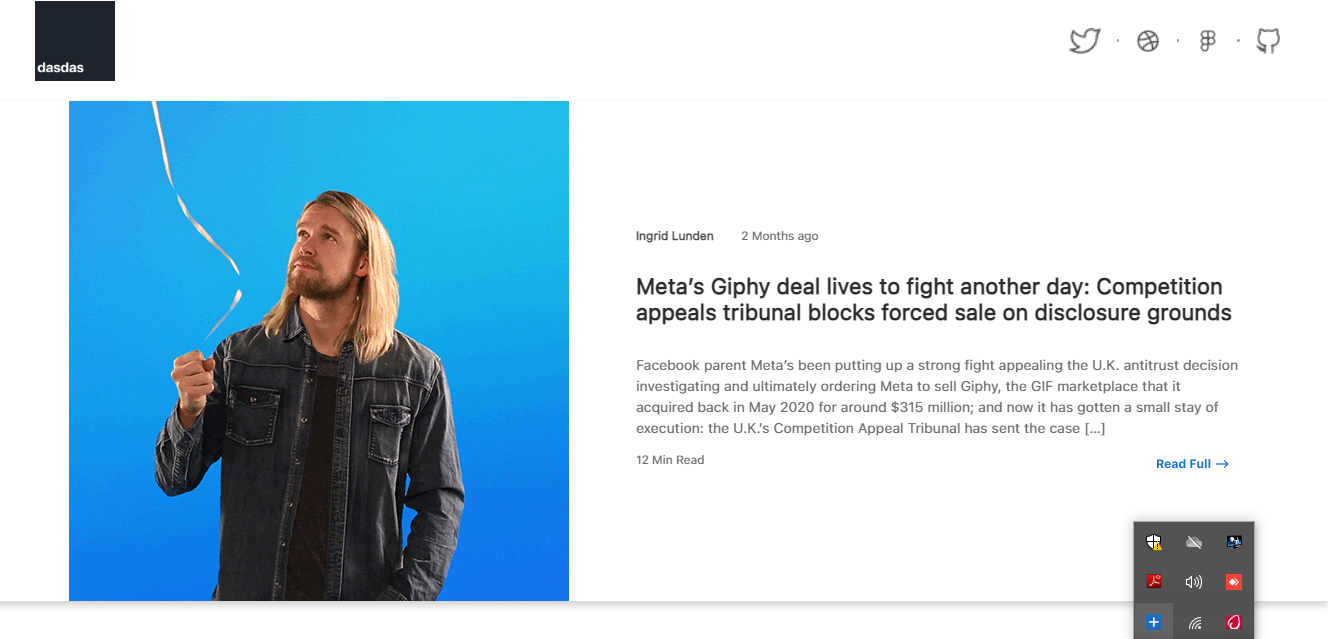 dasdas
Ingrid Lunden 2 Months ago
Meta’s Giphy deal lives to fight another day: Competition
appeals tribunal blocks forced sale on disclosure grounds
Facebook parent Meta’s been putting up a strong fight appealing the U.K. antitrust decision
investigating and ultimately ordering Meta to sell Giphy, the GIF marketplace that it
acquired back in May 2020 for around $315 million; and now it has gotten a small stay of
execution: the U.K.’s Competition Appeal Tribunal has sent the case […]
12 Min Read
Read Full →